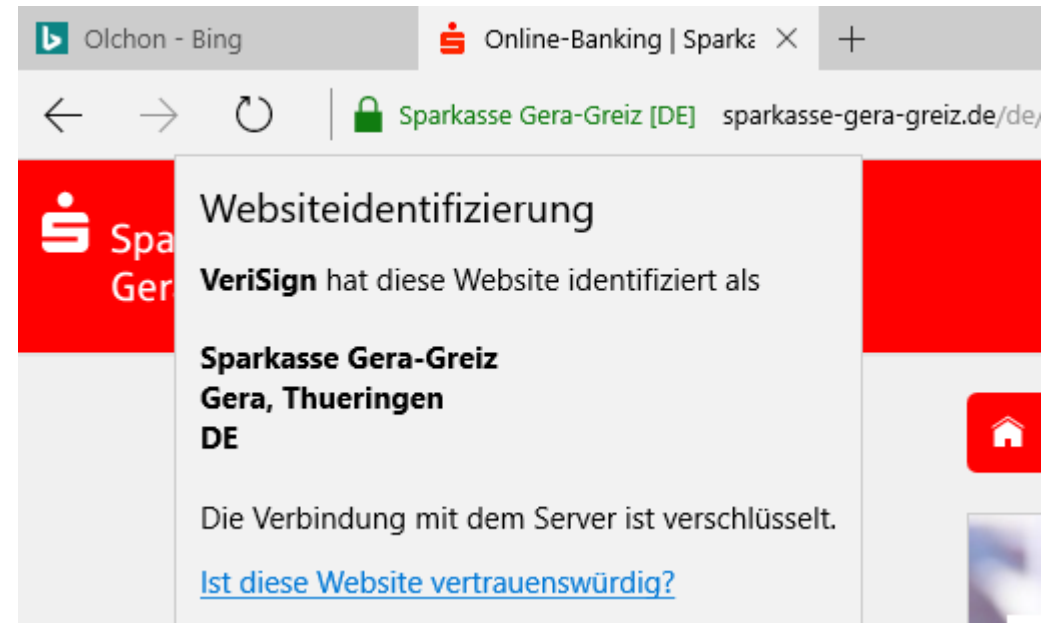 Olchon - Bing
Online-Banking | Sparka
Sparkasse Gera-Greiz [DE] sparkasse-gera-greiz.de/de/
Websiteidentifizierung
Spa
Ger
VeriSign hat diese Website identifiziert als
Sparkasse Gera-Greiz
Gera, Thueringen
DE
Die Verbindung mit dem Server ist verschlüsselt.
Ist diese Website vertrauenswürdig?